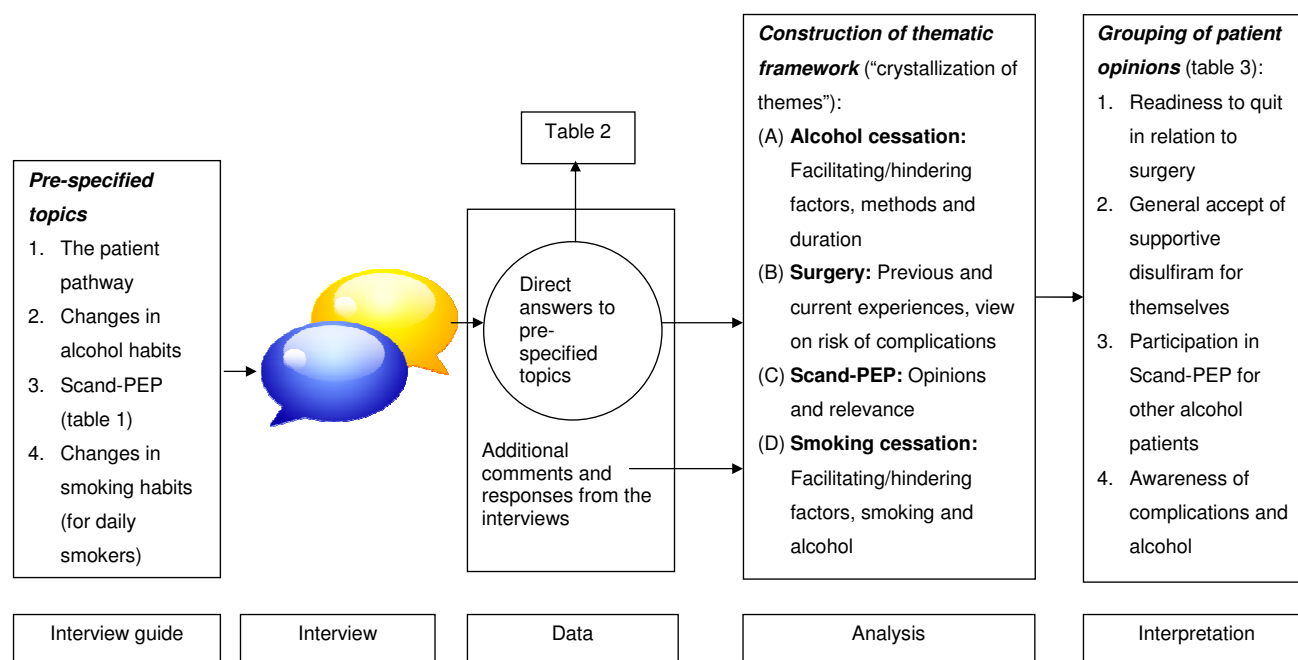 Pre-specified
topics
1. The patient
pathway
2. Changes in
alcohol habits
3. Scand-PEP
(table 1)
4. Changes in
smoking habits
(for daily
smokers)
Table 2
Direct
answers to
pre-
specified
topics
Additional
comments and
responses from the
interviews
Construction of thematic
framework (“crystallization of
themes”):
(A) Alcohol cessation:
Facilitating/hindering
factors, methods and
duration
(B) Surgery: Previous and
current experiences, view
on risk of complications
(C) Scand-PEP: Opinions
and relevance
(D) Smoking cessation:
Facilitating/hindering
factors, smoking and
alcohol
Grouping of patient
opinions (table 3):
1. Readiness to quit
in relation to
surgery
2. General accept of
supportive
disulfiram for
themselves
3. Participation in
Scand-PEP for
other alcohol
patients
4. Awareness of
complications and
alcohol
Interview guide
Interview
Data
Analysis
Interpretation